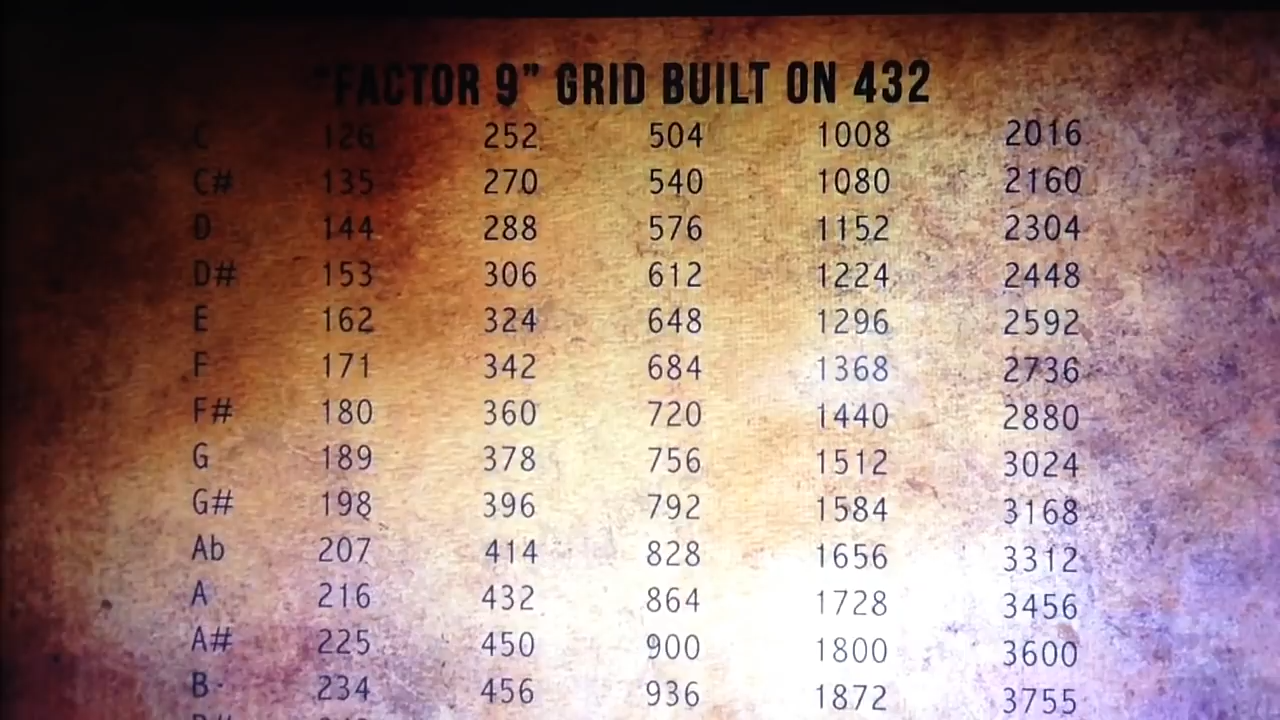 "FACTOR 9" GRID BUILT ON 432
C 126 252 504 1008 2016
C# 135 270 540 1080 2160
D 144 288 576 1152 2304
D# 153 306 612 1224 2448
E 162 324 648 1296 2592
F 171 342 684 1368 2736
F# 180 360 720 1440 2880
G 189 378 756 1512 3024
G# 198 396 792 1584 3168
Ab 207 414 828 1656 3312
A 216 432 864 1728 3456
A# 225 450 900 1800 3600
B 234 456 936 1872 3755